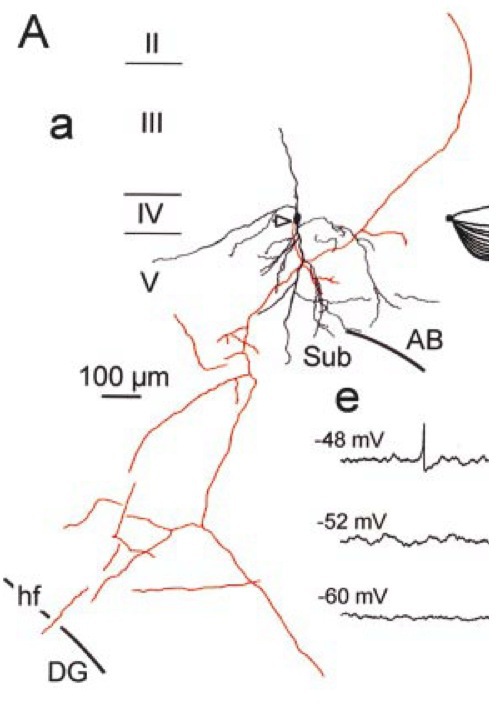 A
II
a
III
IV
V
Sub
AB
100 µm
e
-48 mV
-52 mV
-60 mV
hf
DG